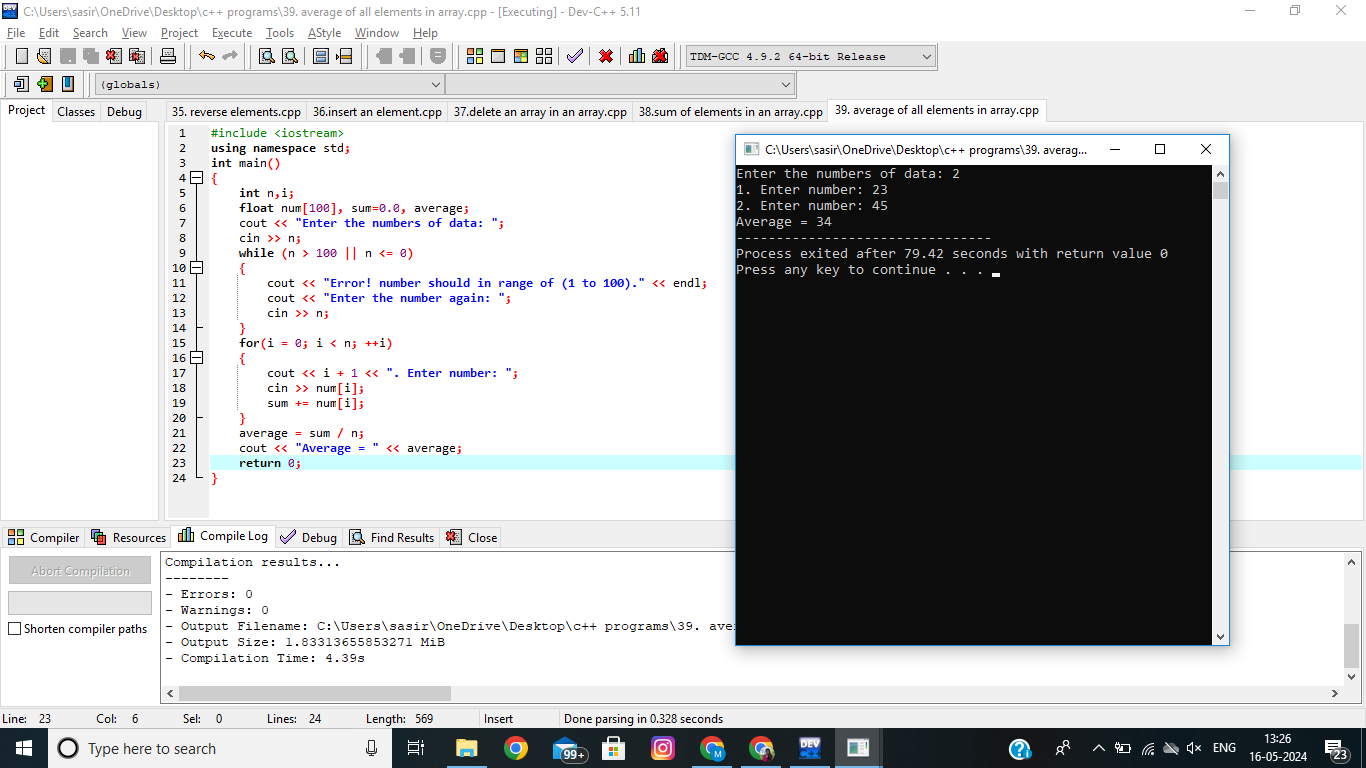 C:\Users\sasir\OneDrive\Desktop\c++ programs\39. average of all elements in array.cpp - [Executing] - Dev-C++ 5.11
File Edit Search View Project Execute Tools AStyle Window Help
TDM-GCC 4.9.2 64-bit Release
(globals)
Project Classes Debug
35. reverse elements.cpp 36.insert an element.cpp 37.delete an array in an array.cpp 38.sum of elements in an array.cpp 39. average of all elements in array.cpp
1 #include <iostream>
2 using namespace std;
3 int main()
4 {
5 int n,i;
6 float num[100], sum=0.0, average;
7 cout << "Enter the numbers of data: ";
8 cin >> n;
9 while (n > 100 || n <= 0)
10 {
11 cout << "Error! number should in range of (1 to 100)." << endl;
12 cout << "Enter the number again: ";
13 cin >> n;
14 }
15 for(i = 0; i < n; ++i)
16 {
17 cout << i + 1 << ". Enter number: ";
18 cin >> num[i];
19 sum += num[i];
20 }
21 average = sum / n;
22 cout << "Average = " << average;
23 return 0;
24 }
C:\Users\sasir\OneDrive\Desktop\c++ programs\39. averag...
Enter the numbers of data: 2
1. Enter number: 23
2. Enter number: 45
Average = 34
--------------------------------
Process exited after 79.42 seconds with return value 0
Press any key to continue . . .
Compiler Resources Compile Log Debug Find Results Close
Abort Compilation
Shorten compiler paths
Compilation results...
--------
- Errors: 0
- Warnings: 0
- Output Filename: C:\Users\sasir\OneDrive\Desktop\c++ programs\39. ave
- Output Size: 1.83313655853271 MiB
- Compilation Time: 4.39s
Line: 23 Col: 6 Sel: 0 Lines: 24 Length: 569 Insert Done parsing in 0.328 seconds
Type here to search
99+
M
DEV
ENG
13:26
16-05-2024
23